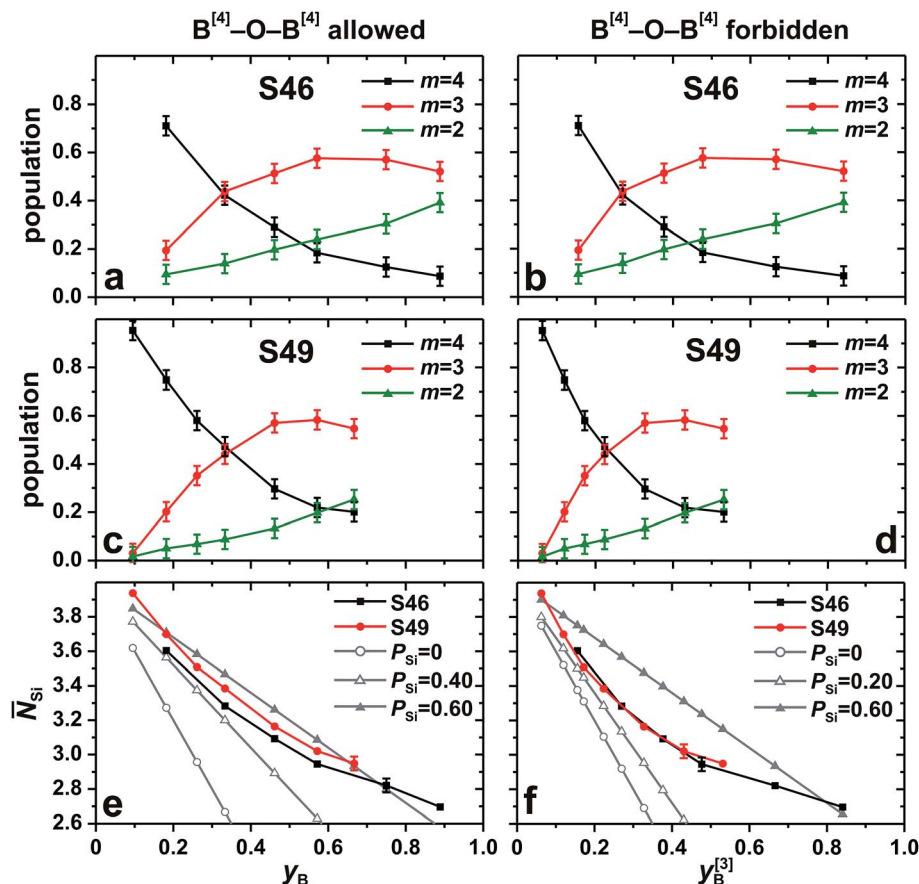 B[4]–O–B[4] allowed
B[4]–O–B[4] forbidden
S46
m=4
m=3
m=2
population
0.8
0.6
0.4
0.2
0.0
a
S46
m=4
m=3
m=2
b
S49
m=4
m=3
m=2
population
0.8
0.6
0.4
0.2
0.0
c
S49
m=4
m=3
m=2
d
S46
S49
PSi=0
PSi=0.40
PSi=0.60
N̅Si
3.8
3.6
3.4
3.2
3.0
2.8
2.6
e
0 0.2 0.4 0.6 0.8
yB
S46
S49
PSi=0
PSi=0.20
PSi=0.60
f
0 0.2 0.4 0.6 0.8 1.0
yB[3]